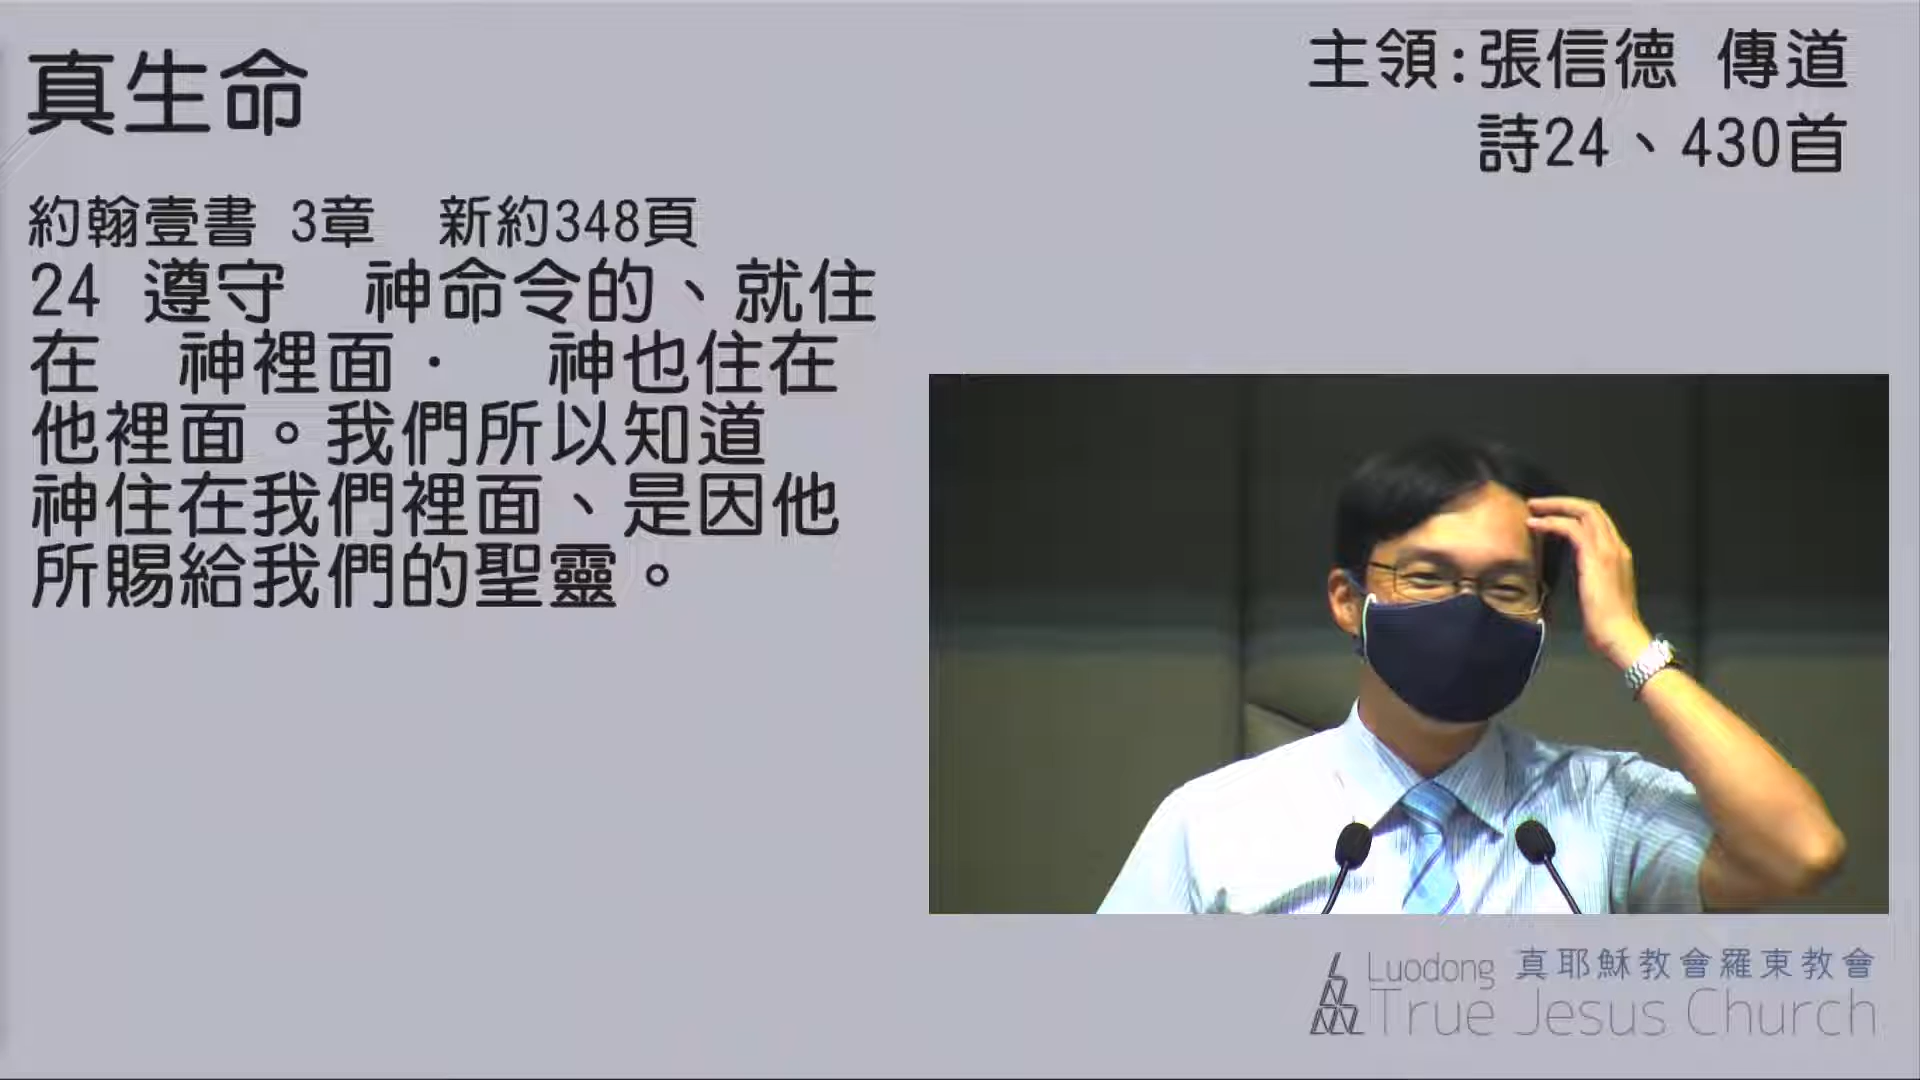 真生命
主領:張信德 傳道
詩24、430首
約翰壹書 3章　新約348頁
24 遵守　神命令的、就住
在　神裡面．　神也住在
他裡面。我們所以知道
神住在我們裡面、是因他
所賜給我們的聖靈。
Luodong 真耶穌教會羅東教會
True Jesus Church